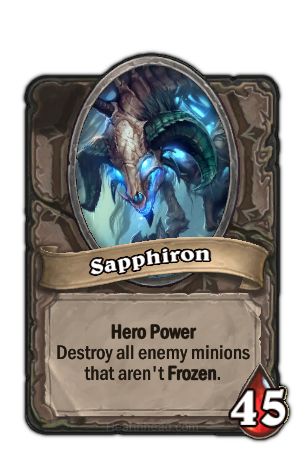 Sapphiron
Hero Power
Destroy all enemy minions
that aren't Frozen.
45